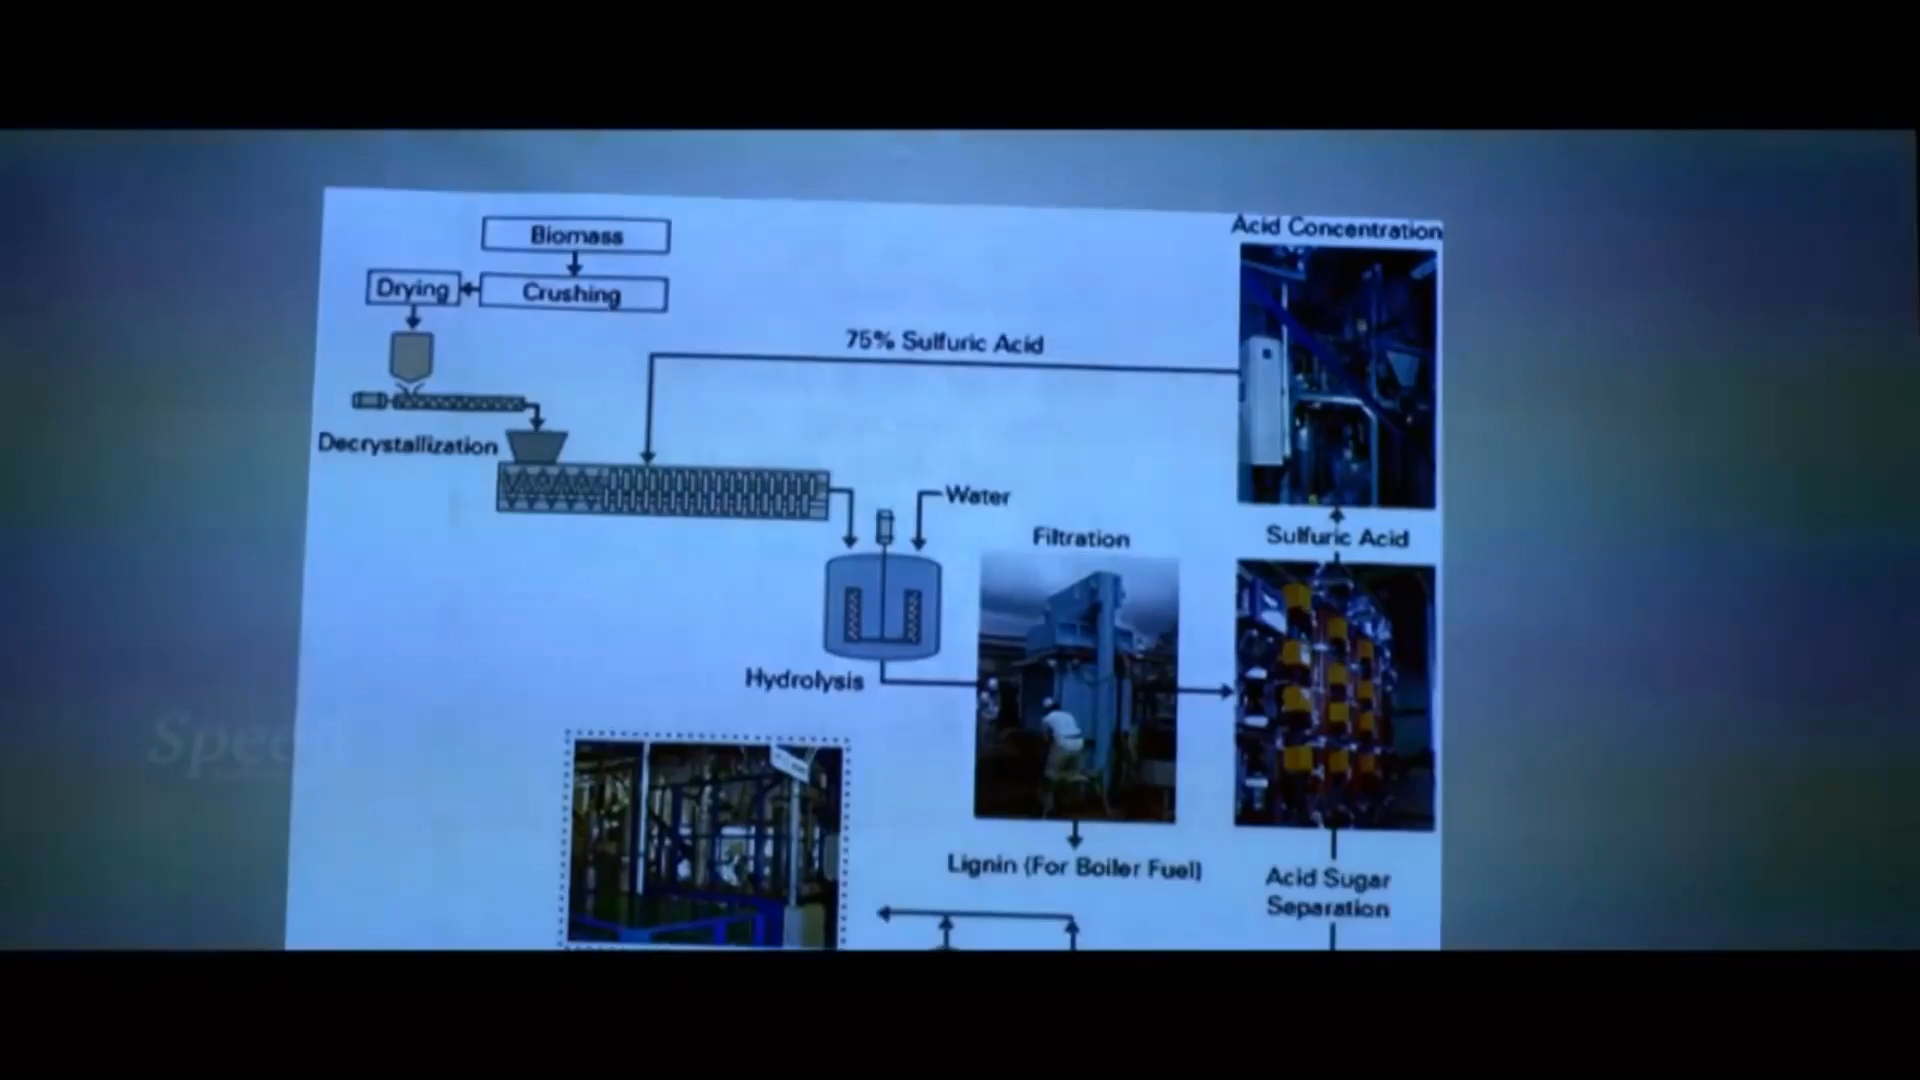 Biomass
Acid Concentration
Drying
Crushing
75% Sulfuric Acid
Decrystallization
Water
Filtration
Sulfuric Acid
Hydrolysis
Lignin (For Boiler Fuel)
Acid Sugar
Separation